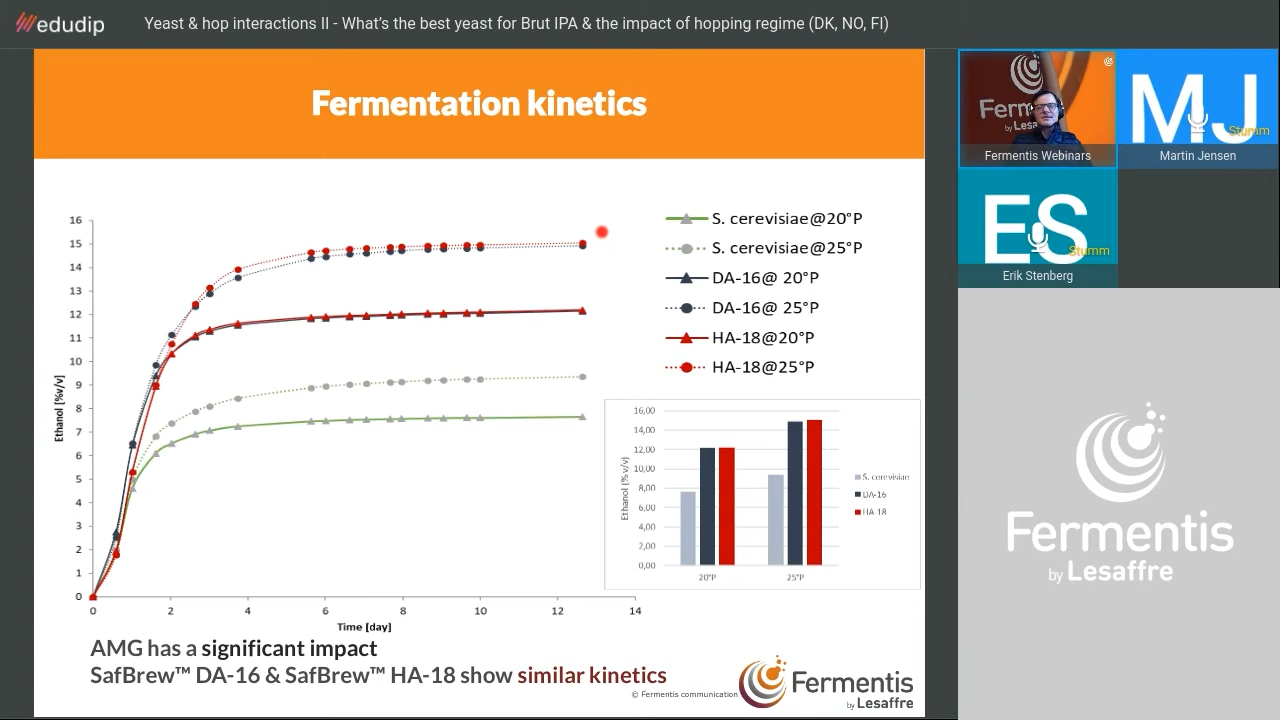 edudip
Yeast & hop interactions II - What's the best yeast for Brut IPA & the impact of hopping regime (DK, NO, FI)
Fermentation kinetics
16
15
14
13
12
11
10
9
8
7
6
5
4
3
2
1
0
Ethanol [%v/v]
0 2 4 6 8 10 12 14
Time [day]
S. cerevisiae@20°P
S. cerevisiae@25°P
DA-16@ 20°P
DA-16@ 25°P
HA-18@20°P
HA-18@25°P
16,00
14,00
12,00
10,00
8,00
6,00
4,00
2,00
0,00
Ethanol [% v/v]
20°P 25°P
S. cerevisiae
DA-16
HA-18
AMG has a significant impact
SafBrew™ DA-16 & SafBrew™ HA-18 show similar kinetics
© Fermentis communication
Fermentis
by Lesaffre
Fermentis Webinars
MJ
Stumm
Martin Jensen
ES
Stumm
Erik Stenberg
Fermentis
by Lesaffre